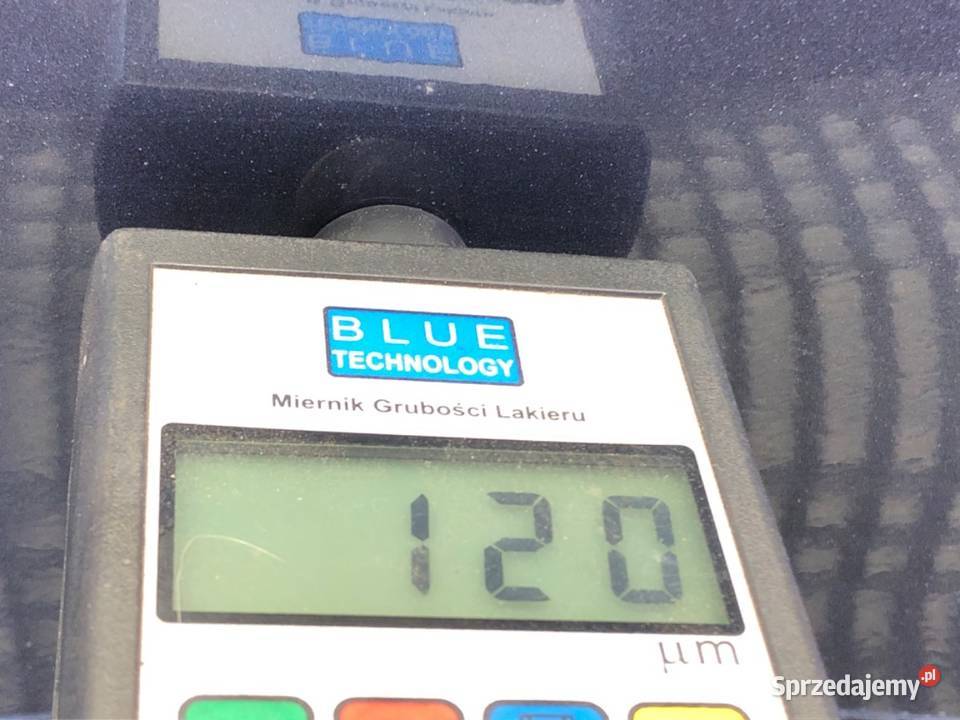 BLUE
TECHNOLOGY
Miernik Grubości Lakieru
120
μm
Sprzedajemy.pl